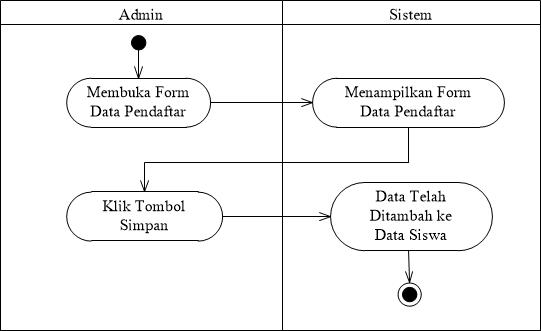 Admin
Sistem
Membuka Form
Data Pendaftar
Menampilkan Form
Data Pendaftar
Klik Tombol
Simpan
Data Telah
Ditambah ke
Data Siswa